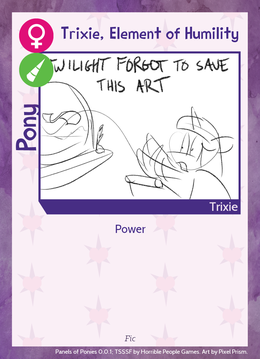 Trixie, Element of Humility
TWILIGHT FORGOT TO SAVE
THIS ART
Pony
Trixie
Power
Fic
Panels of Ponies 0.0.1; TSSSF by Horrible People Games. Art by Pixel Prism.